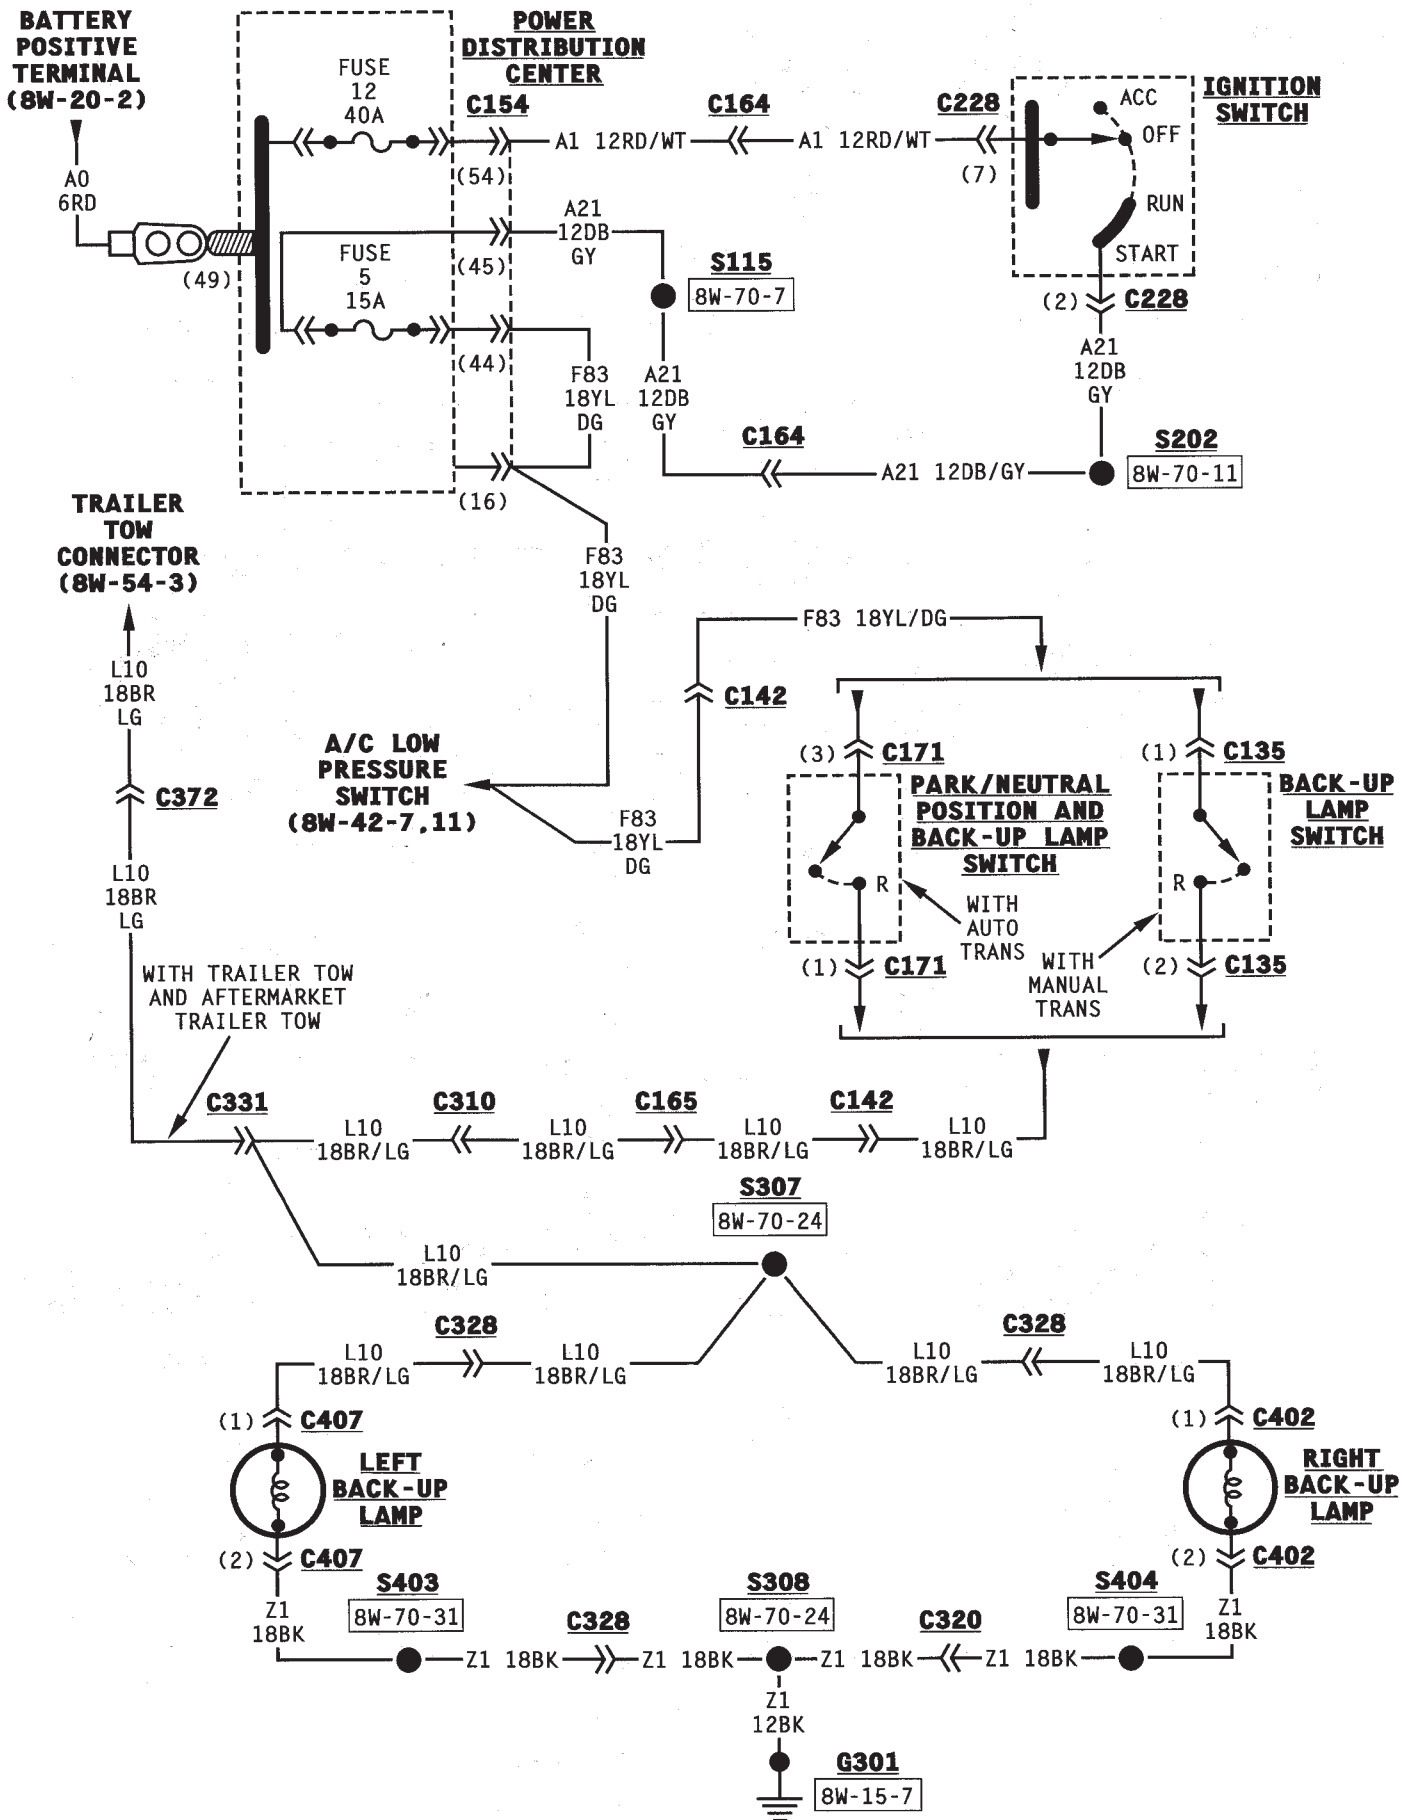 BATTERY
POSITIVE
TERMINAL
(8W-20-2)
A0
6RD
(49)
POWER
DISTRIBUTION
CENTER
FUSE
12
40A
C154
(54)
A1 12RD/WT
C164
A1 12RD/WT
C228
(7)
IGNITION
SWITCH
ACC
OFF
RUN
START
(2)
C228
A21
12DB
GY
FUSE
5
15A
(45)
A21
12DB
GY
S115
8W-70-7
(44)
F83
18YL
DG
A21
12DB
GY
C164
A21 12DB/GY
S202
8W-70-11
(16)
F83
18YL
DG
TRAILER
TOW
CONNECTOR
(8W-54-3)
L10
18BR
LG
C372
L10
18BR
LG
A/C LOW
PRESSURE
SWITCH
(8W-42-7,11)
F83
18YL
DG
C142
F83 18YL/DG
(3)
C171
PARK/NEUTRAL
POSITION AND
BACK-UP LAMP
SWITCH
R
WITH
AUTO
TRANS
(1)
C171
(1)
C135
BACK-UP
LAMP
SWITCH
R
WITH
MANUAL
TRANS
(2)
C135
WITH TRAILER TOW
AND AFTERMARKET
TRAILER TOW
C331
L10
18BR/LG
C310
L10
18BR/LG
C165
L10
18BR/LG
C142
L10
18BR/LG
S307
8W-70-24
L10
18BR/LG
L10
18BR/LG
C328
L10
18BR/LG
L10
18BR/LG
C328
L10
18BR/LG
(1)
C407
LEFT
BACK-UP
LAMP
(2)
C407
Z1
18BK
(1)
C402
RIGHT
BACK-UP
LAMP
(2)
C402
Z1
18BK
S403
8W-70-31
Z1 18BK
C328
Z1 18BK
S308
8W-70-24
Z1 18BK
C320
Z1 18BK
S404
8W-70-31
Z1
12BK
G301
8W-15-7